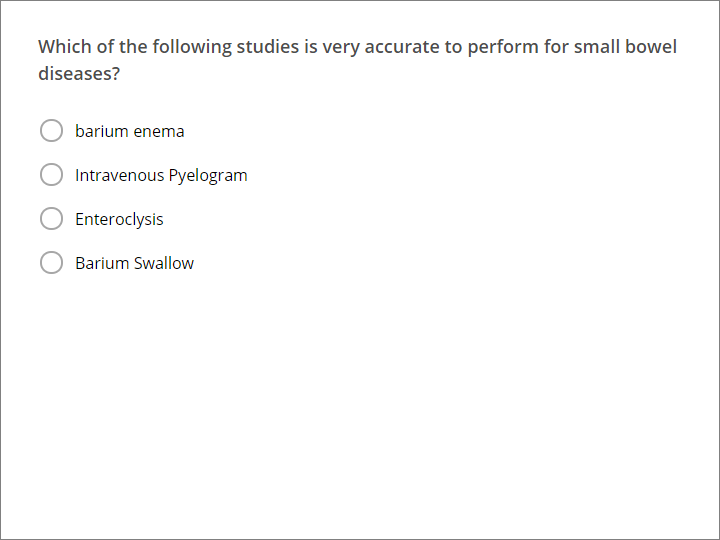 Which of the following studies is very accurate to perform for small bowel
diseases?
barium enema
Intravenous Pyelogram
Enteroclysis
Barium Swallow